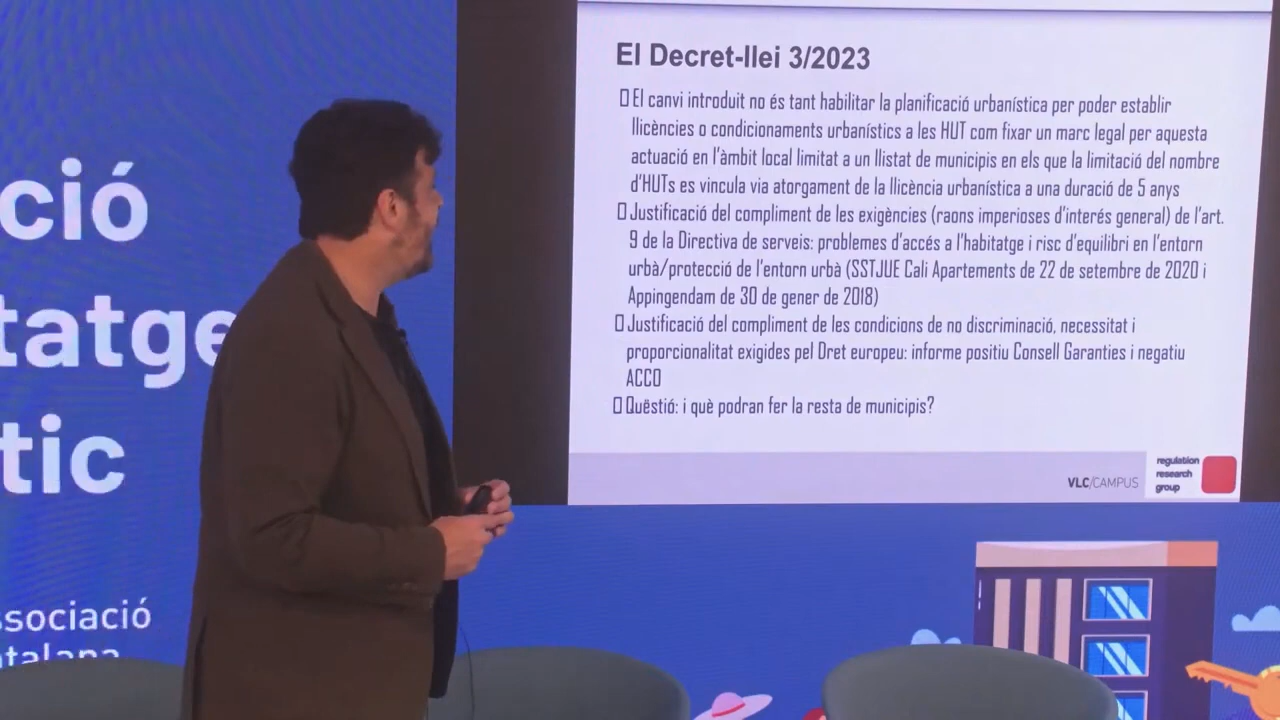 ció
tatge
tic
ssociació
atalana
El Decret-llei 3/2023
El canvi introduit no és tant habilitar la planificació urbanística per poder establir
llicències o condicionaments urbanístics a les HUT com fixar un marc legal per aquesta
actuació en l'àmbit local limitat a un llistat de municipis en els que la limitació del nombre
d'HUTs es vincula via atorgament de la llicència urbanística a una duració de 5 anys
Justificació del compliment de les exigències (raons imperioses d'interés general) de l'art.
9 de la Directiva de serveis: problemes d'accés a l'habitatge i risc d'equilibri en l'entorn
urbà/protecció de l'entorn urbà (SSTJUE Cali Apartements de 22 de setembre de 2020 i
Appingendam de 30 de gener de 2018)
Justificació del compliment de les condicions de no discriminació, necessitat i
proporcionalitat exigides pel Dret europeu: informe positiu Consell Garanties i negatiu
ACCO
Qüestió: i què podran fer la resta de municipis?
VLC/CAMPUS
regulation
research
group